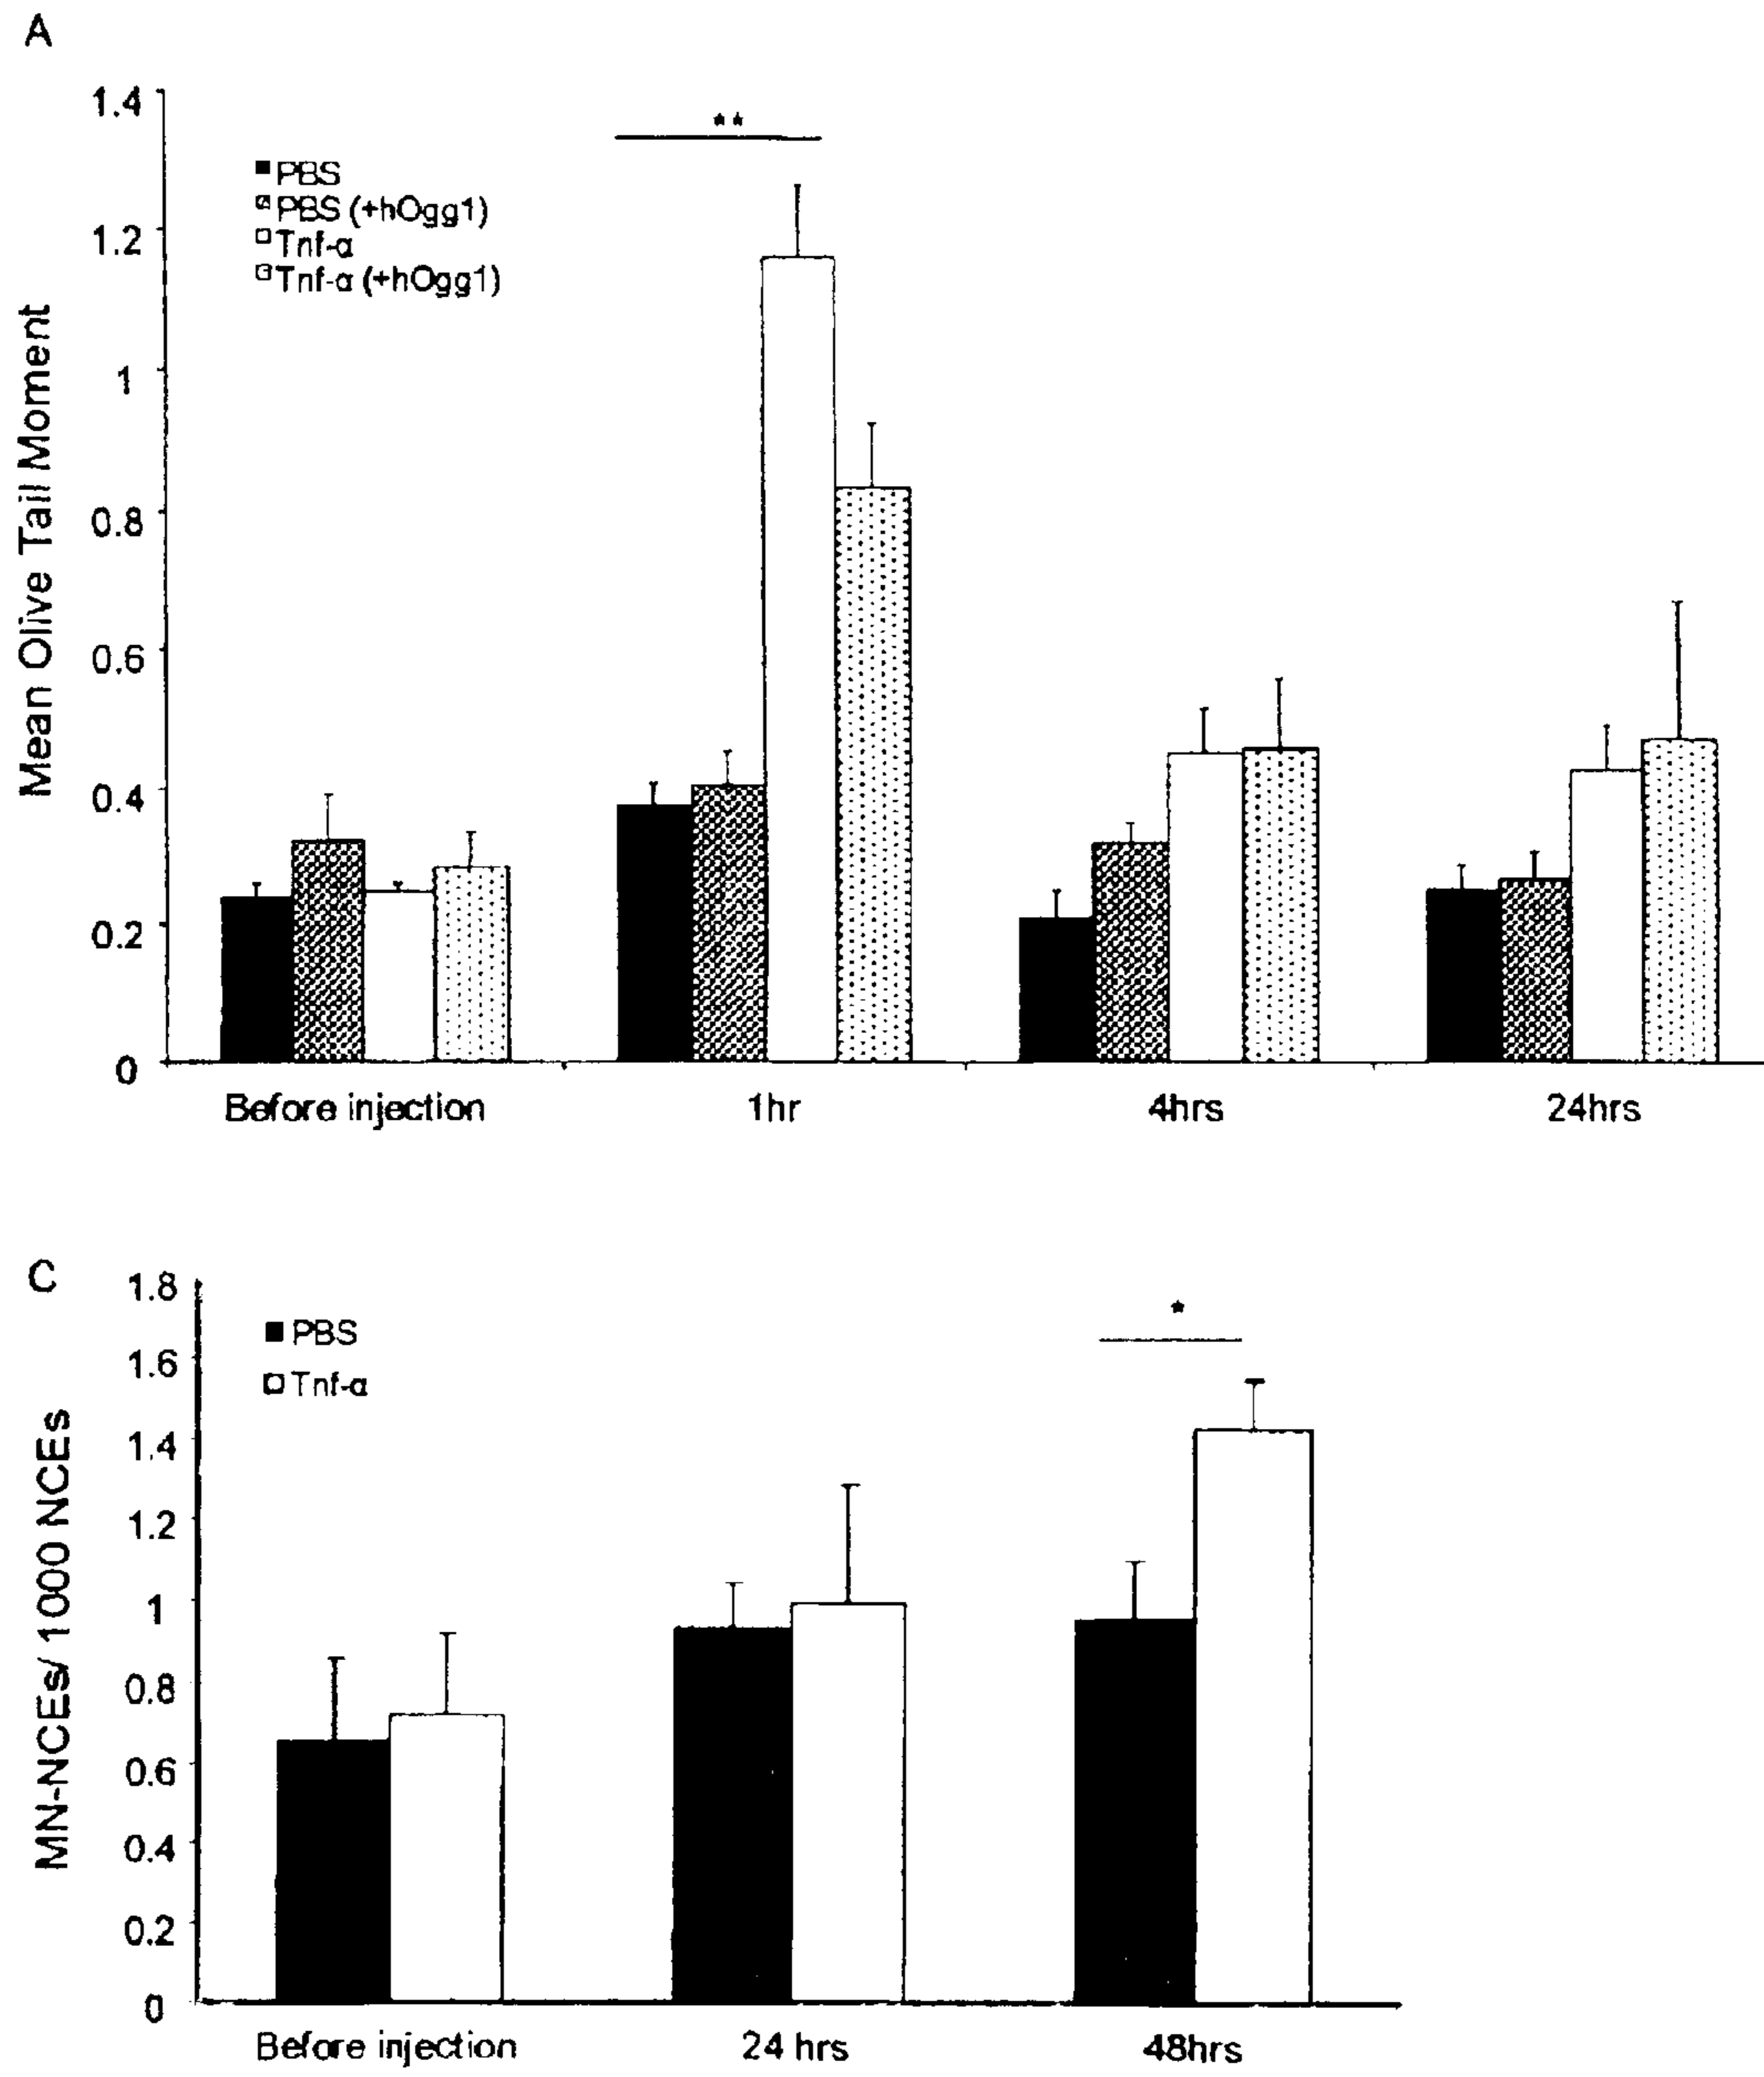 A
1.4
1.2
1
0.8
0.6
0.4
0.2
0
Mean Olive Tail Moment
**
PBS
PBS (+hOgg1)
Tnf-α
Tnf-α (+hOgg1)
Before injection 1hr 4hrs 24hrs
C
1.8
1.6
1.4
1.2
1
0.8
0.6
0.4
0.2
0
MN-NCEs/ 1000 NCEs
*
PBS
Tnf-α
Before injection 24 hrs 48hrs